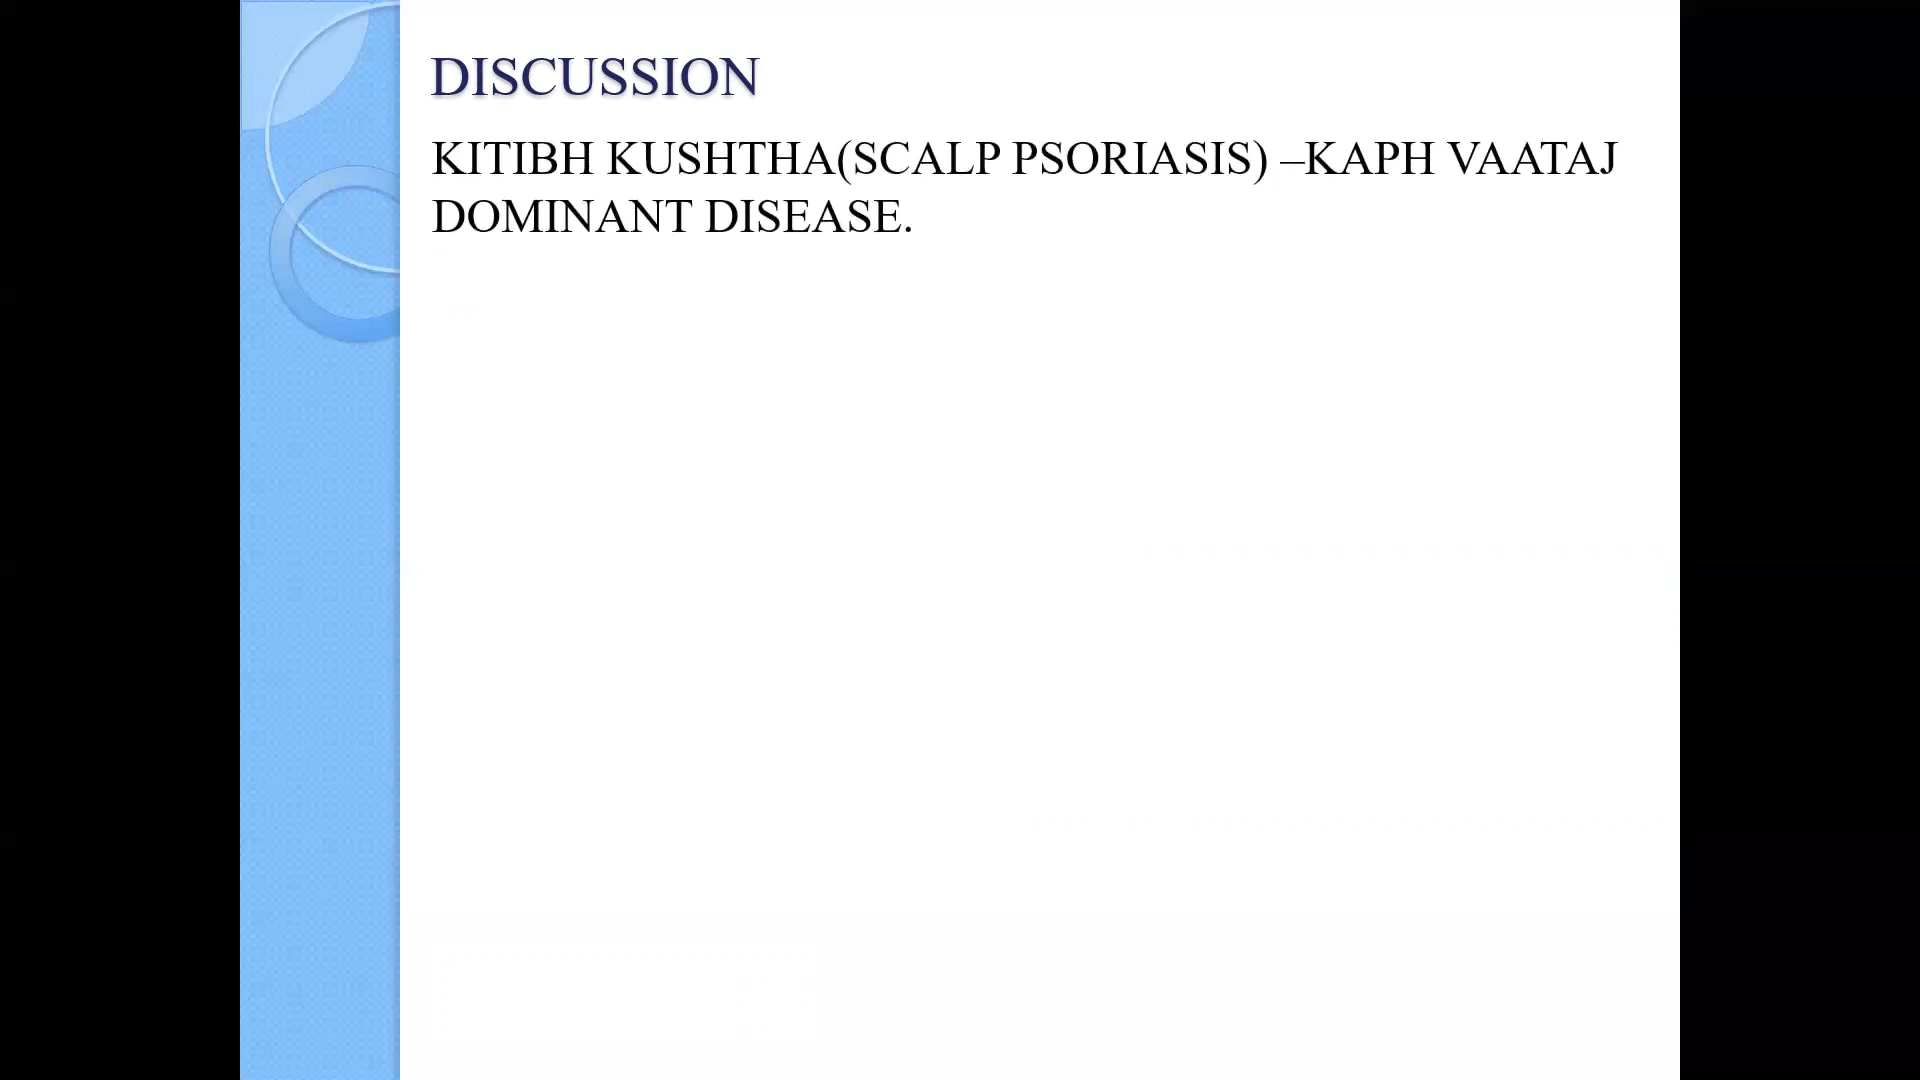 DISCUSSION
KITIBH KUSHTHA(SCALP PSORIASIS) –KAPH VAATAJ
DOMINANT DISEASE.